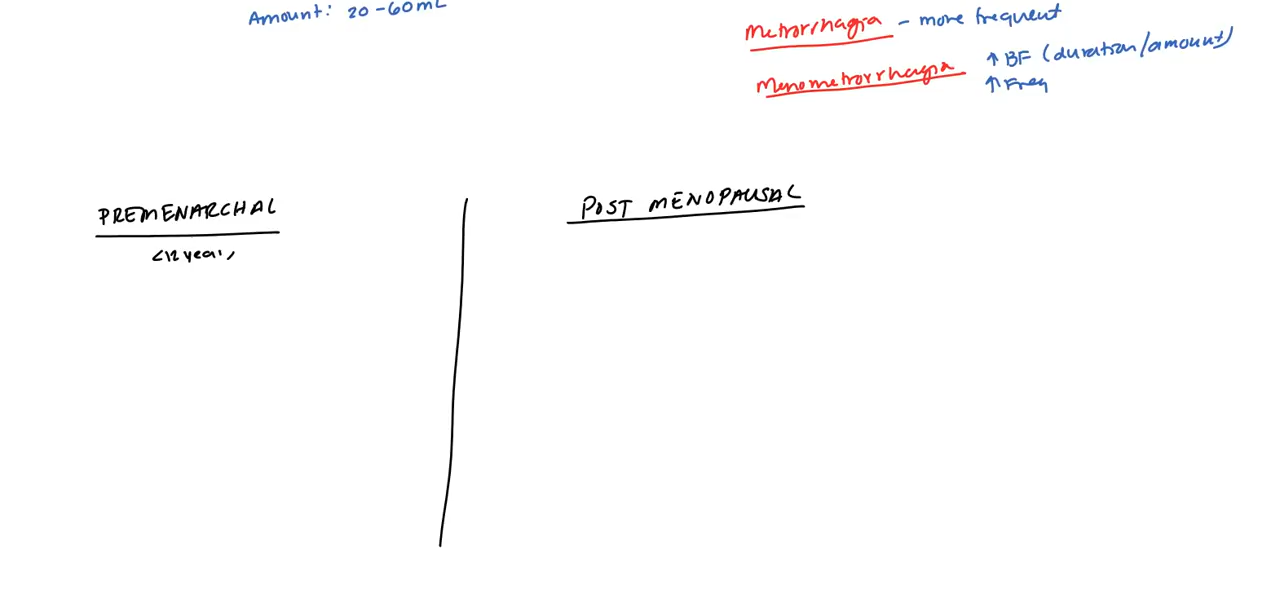 Amount: 20-60mL
Metrorrhagia - more frequent
Menometrorrhagia ↑ BF (duration/amount)
↑ Freq
PREMENARCHAL
<12 years
POST MENOPAUSAL